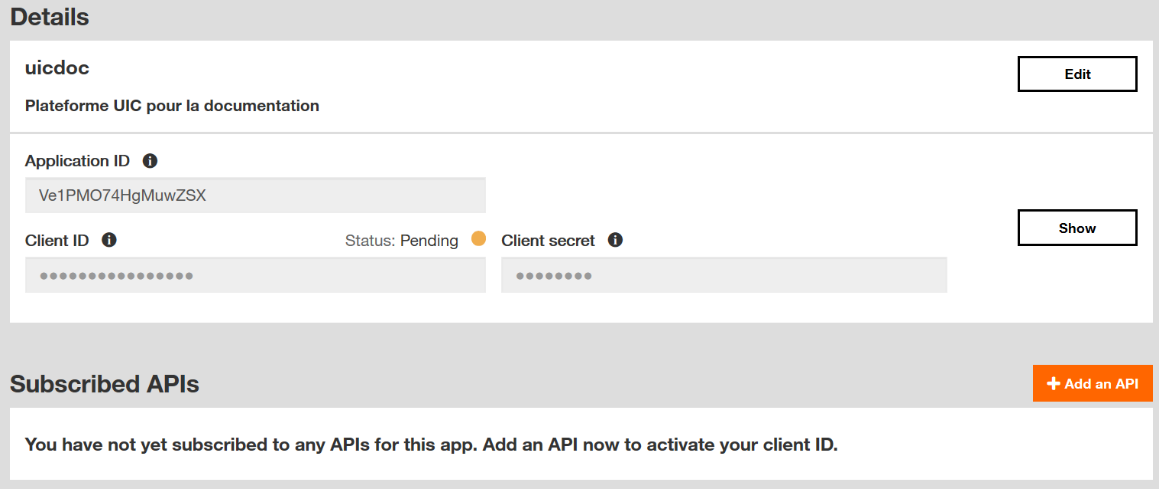 Details
uicdoc
Edit
Plateforme UIC pour la documentation
Application ID
Ve1PMO74HgMuwZSX
Show
Client ID Status: Pending Client secret
●●●●●●●●●●●●●●●● ●●●●●●●●
Subscribed APIs
+ Add an API
You have not yet subscribed to any APIs for this app. Add an API now to activate your client ID.